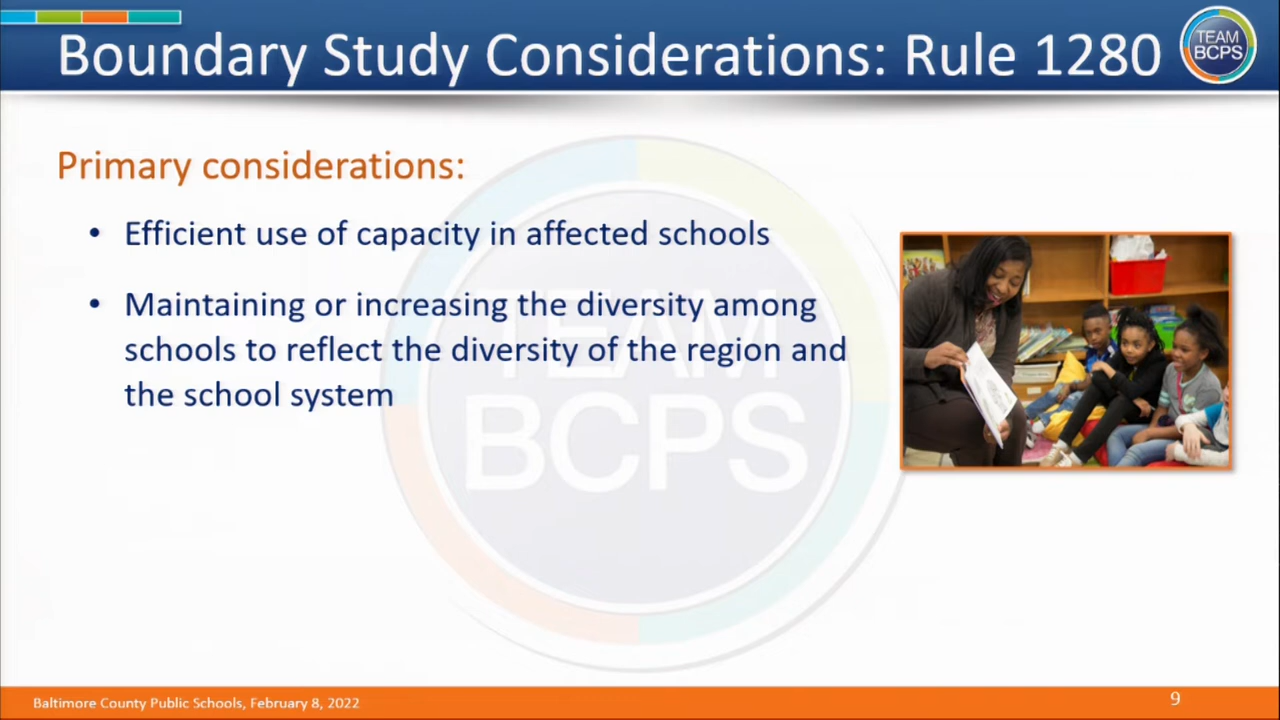 Boundary Study Considerations: Rule 1280
TEAM
BCPS
Primary considerations:
• Efficient use of capacity in affected schools
• Maintaining or increasing the diversity among
schools to reflect the diversity of the region and
the school system
TEAM
BCPS
Baltimore County Public Schools, February 8, 2022
9